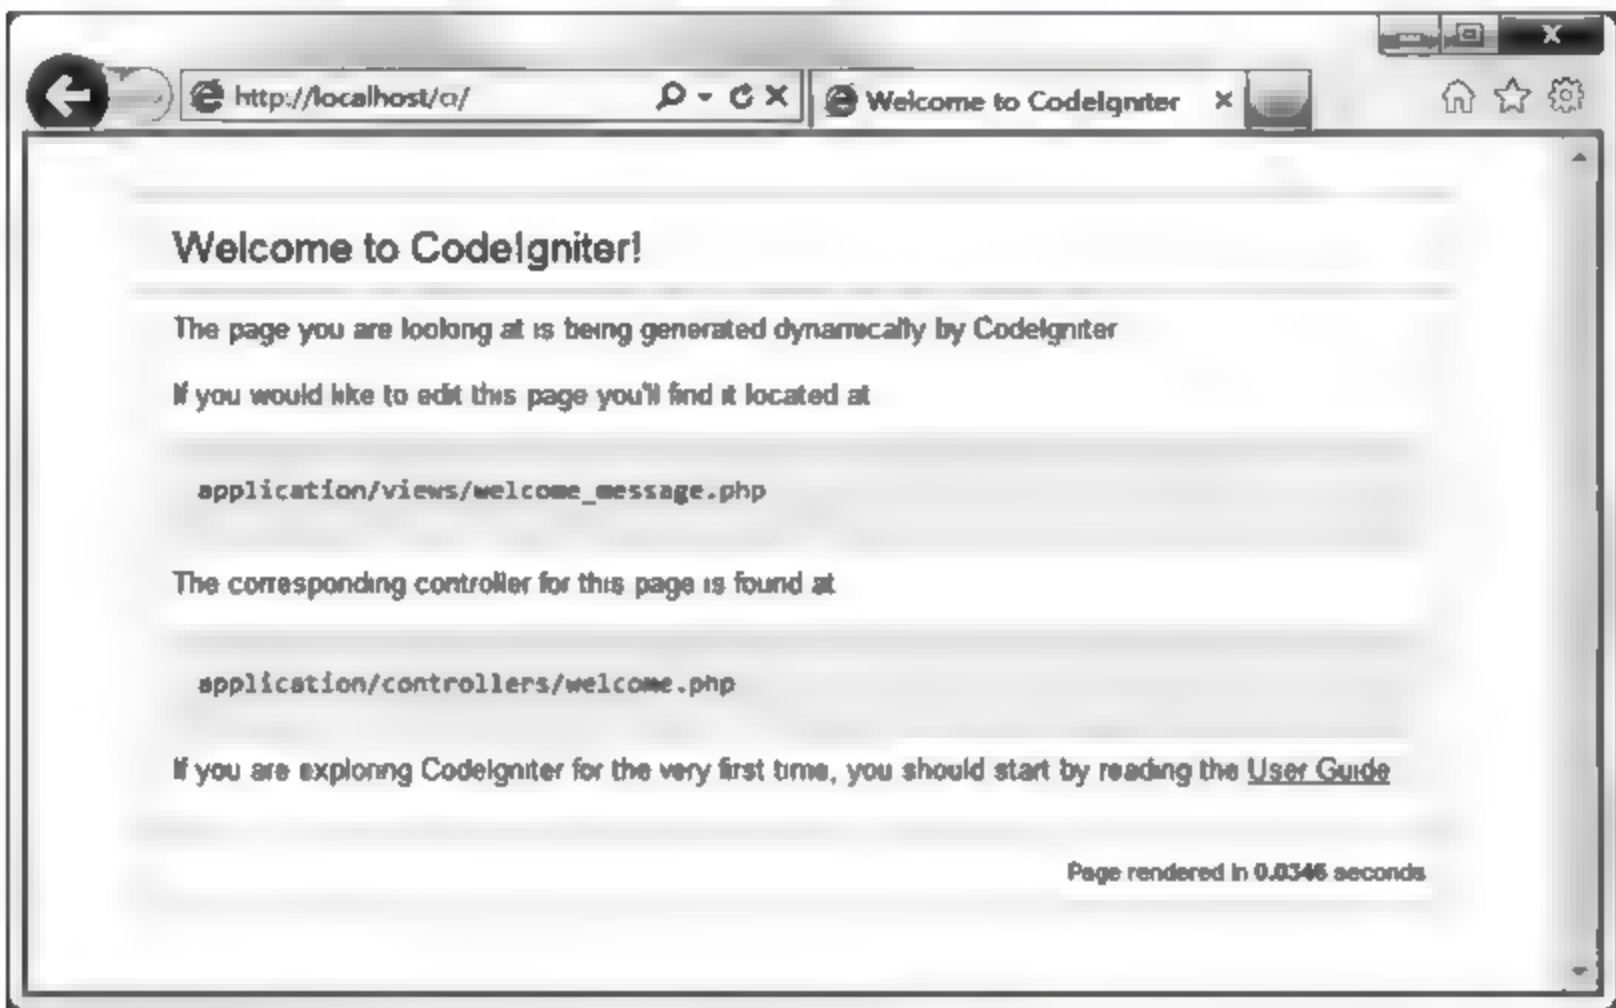 http://localhost/ci/
Welcome to CodeIgniter
Welcome to CodeIgniter!
The page you are looking at is being generated dynamically by CodeIgniter
If you would like to edit this page you'll find it located at
application/views/welcome_message.php
The corresponding controller for this page is found at
application/controllers/welcome.php
If you are exploring CodeIgniter for the very first time, you should start by reading the User Guide
Page rendered in 0.0346 seconds